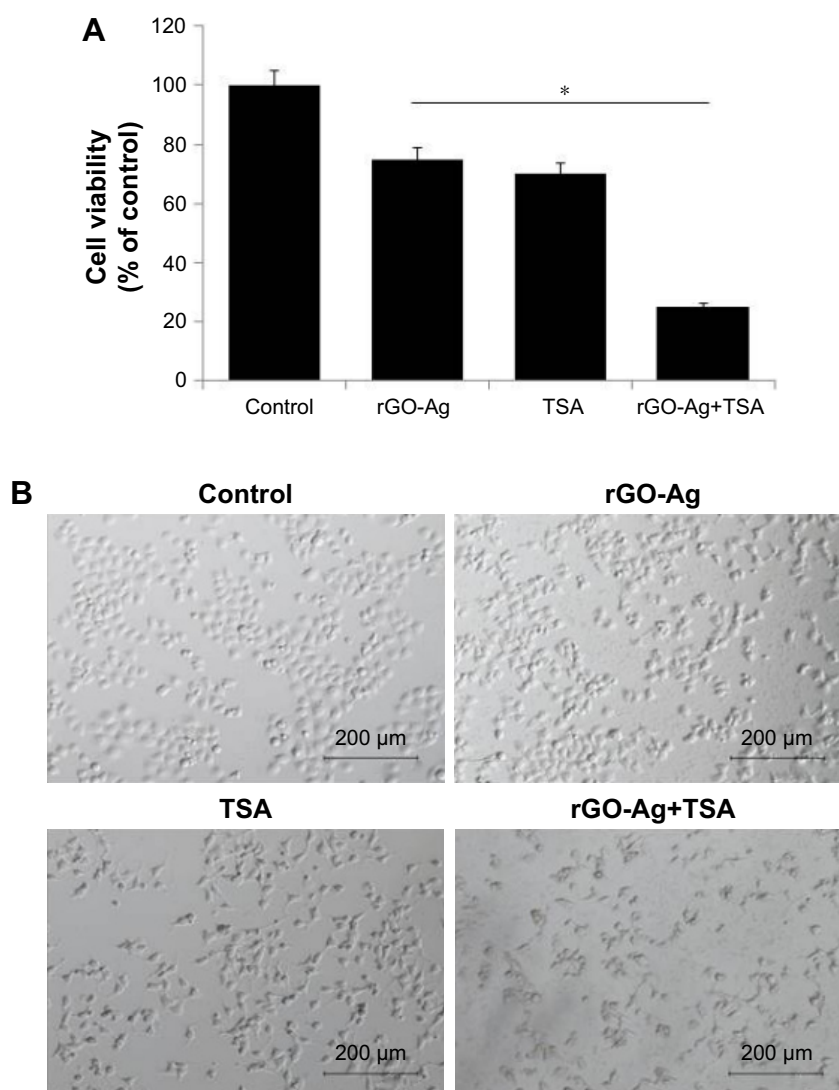 A
Cell viability
(% of control)
120
100
80
60
40
20
0
*
Control
rGO-Ag
TSA
rGO-Ag+TSA
B
Control
rGO-Ag
200 µm
200 µm
TSA
rGO-Ag+TSA
200 µm
200 µm